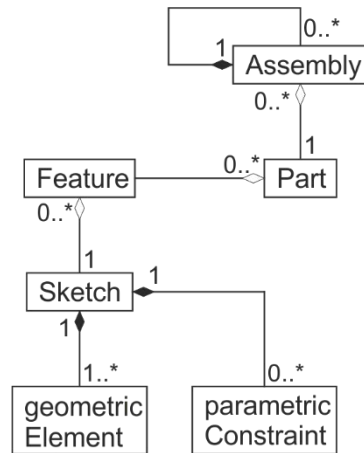 0..*
1
Assembly
0..*
1
Feature
0..*
Part
0..*
1
Sketch
1
1
1..*
0..*
geometric
Element
parametric
Constraint